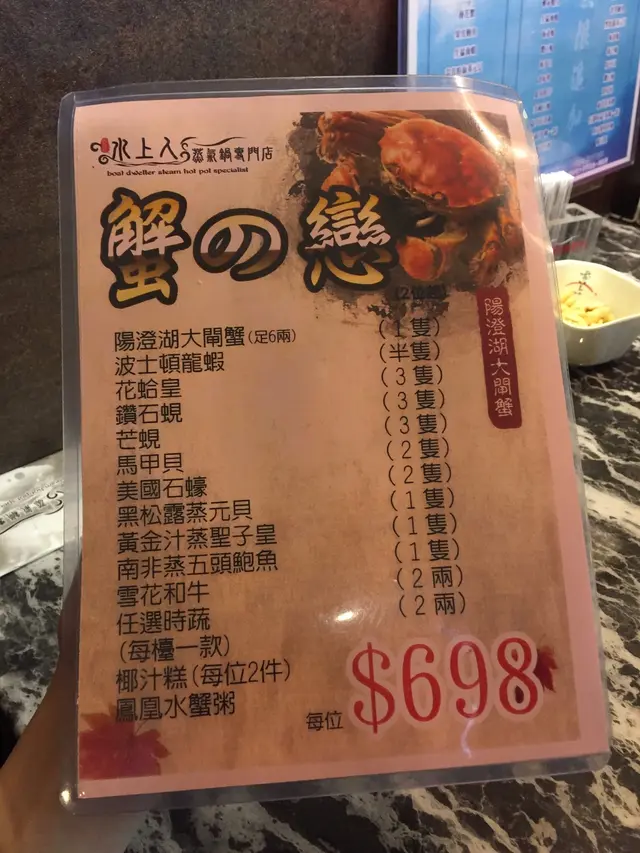 水上人 蒸氣鍋專門店
boat dweller steam hot pot specialist
蟹の戀
陽澄湖大閘蟹
陽澄湖大閘蟹(足6兩) (1隻)
波士頓龍蝦 (半隻)
花蛤皇 (3隻)
鑽石蜆 (3隻)
芒蜆 (3隻)
馬甲貝 (2隻)
美國石蠔 (2隻)
黑松露蒸元貝 (1隻)
黃金汁蒸聖子皇 (1隻)
南非蒸五頭鮑魚 (1隻)
雪花和牛 (2兩)
任選時蔬 (2兩)
(每檯一款)
椰汁糕(每位2件)
鳳凰水蟹粥
每位 $698